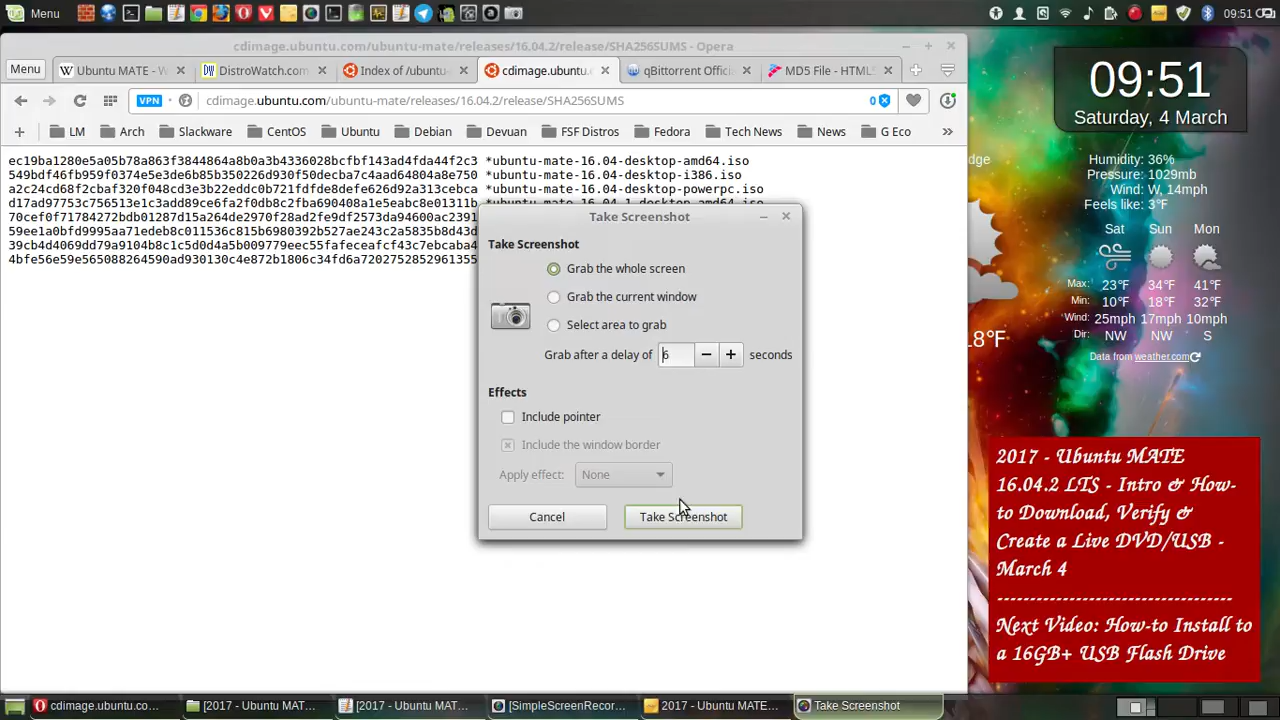 Menu
09:51
cdimage.ubuntu.com/ubuntu-mate/releases/16.04.2/release/SHA256SUMS - Opera
Menu
Ubuntu MATE - W
DistroWatch.com
Index of /ubuntu-
cdimage.ubuntu.
qBittorrent Offici
MD5 File - HTML5
VPN
cdimage.ubuntu.com/ubuntu-mate/releases/16.04.2/release/SHA256SUMS
0
LM
Arch
Slackware
CentOS
Ubuntu
Debian
Devuan
FSF Distros
Fedora
Tech News
News
G Eco
»
ec19ba1280e5a05b78a863f3844864a8b0a3b4336028bcfbf143ad4fda44f2c3 *ubuntu-mate-16.04-desktop-amd64.iso
549bdf46fb959f0374e5e3de6b85b350226d930f50decba7c4aad64804a8e750 *ubuntu-mate-16.04-desktop-i386.iso
a2c24cd68f2cbaf320f048cd3e3b22eddc0b721fdfde8defe626d92a313cebca *ubuntu-mate-16.04-desktop-powerpc.iso
Take Screenshot
Take Screenshot
Grab the whole screen
Grab the current window
Select area to grab
Grab after a delay of 6 seconds
Effects
Include pointer
Include the window border
Apply effect: None
Cancel
Take Screenshot
09:51
Saturday, 4 March
Humidity: 36%
Pressure: 1029mb
Wind: W, 14mph
Feels like: 3°F
18°F
Sat Sun Mon
Max: 23°F 34°F 41°F
Min: 10°F 18°F 32°F
Wind: 25mph 17mph 10mph
Dir: NW NW S
Data from weather.com
2017 - Ubuntu MATE
16.04.2 LTS - Intro & How-
to Download, Verify &
Create a Live DVD/USB -
March 4
----------------------------------
Next Video: How-to Install to
a 16GB+ USB Flash Drive
cdimage.ubuntu.co...
[2017 - Ubuntu MAT...
[2017 - Ubuntu MAT...
[SimpleScreenRecor...
2017 - Ubuntu MATE...
Take Screenshot